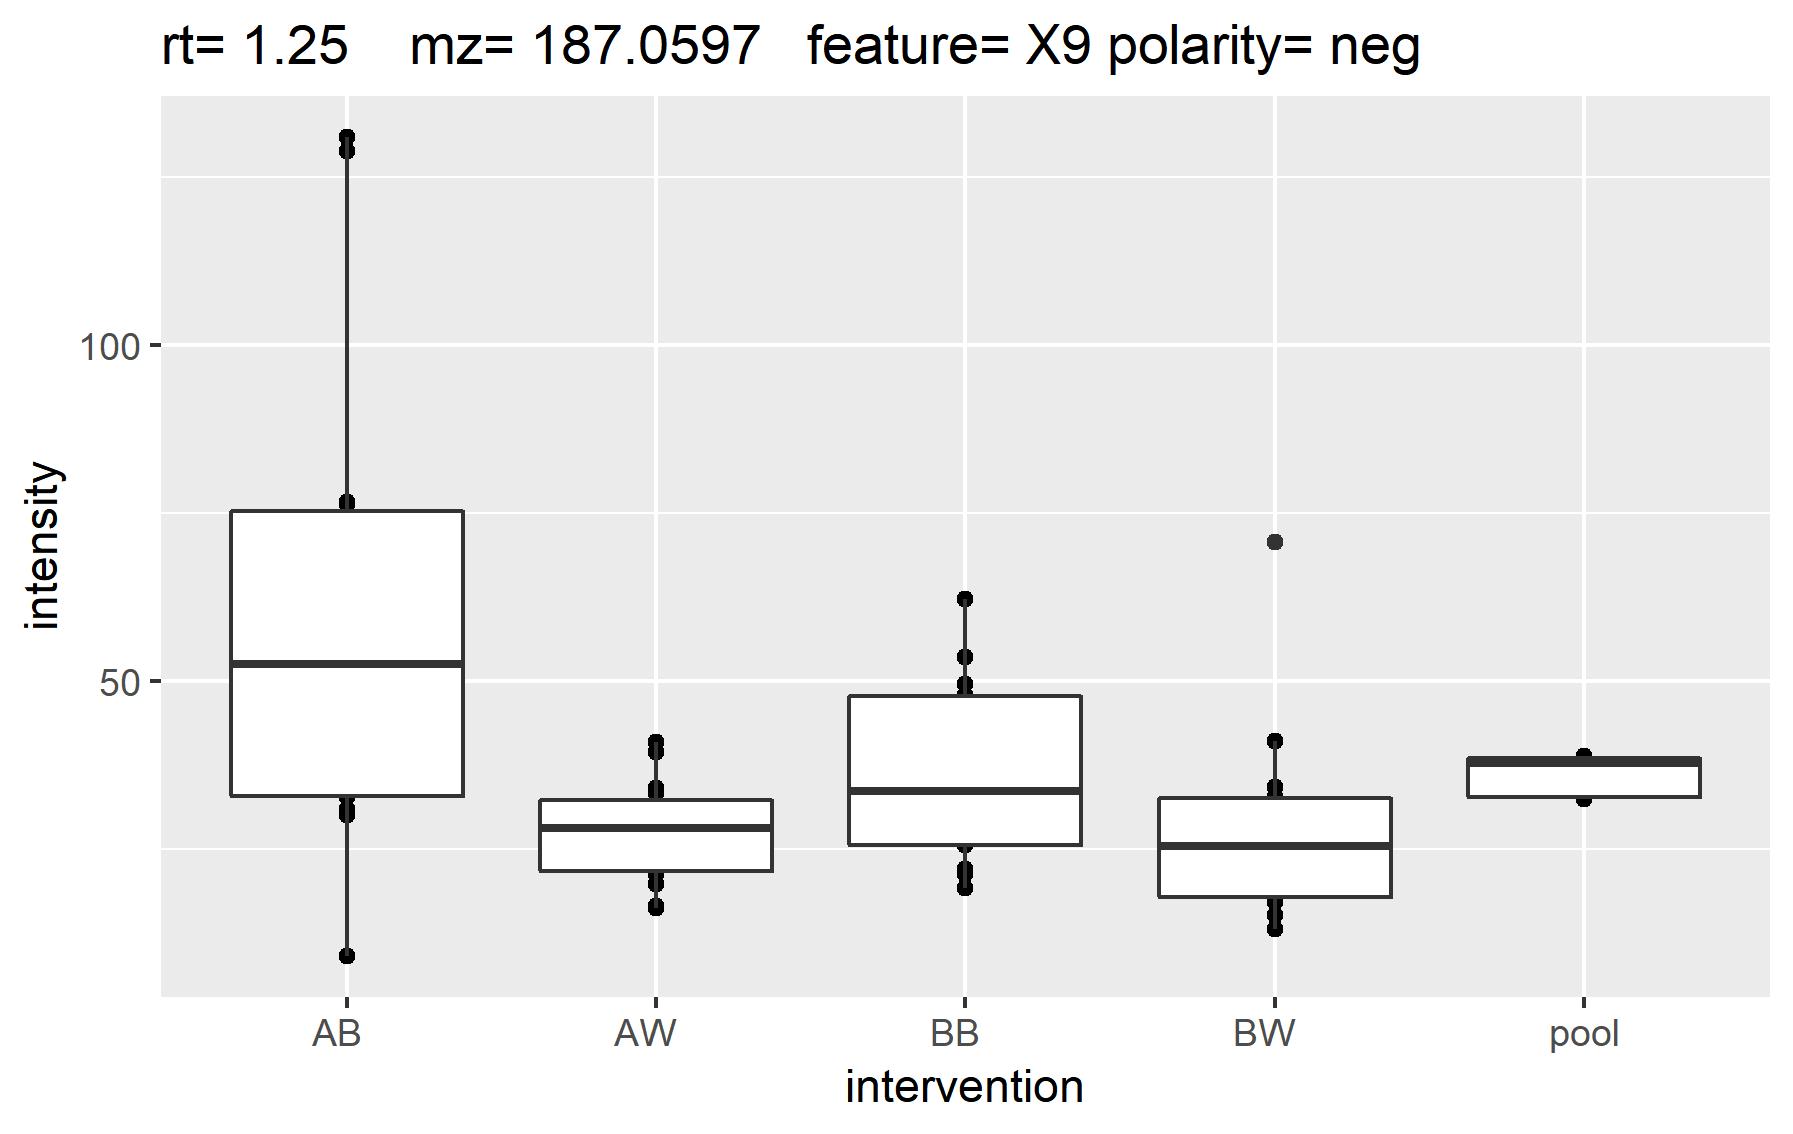 rt= 1.25    mz= 187.0597   feature= X9 polarity= neg
intensity
100
50
AB AW BB BW pool
intervention